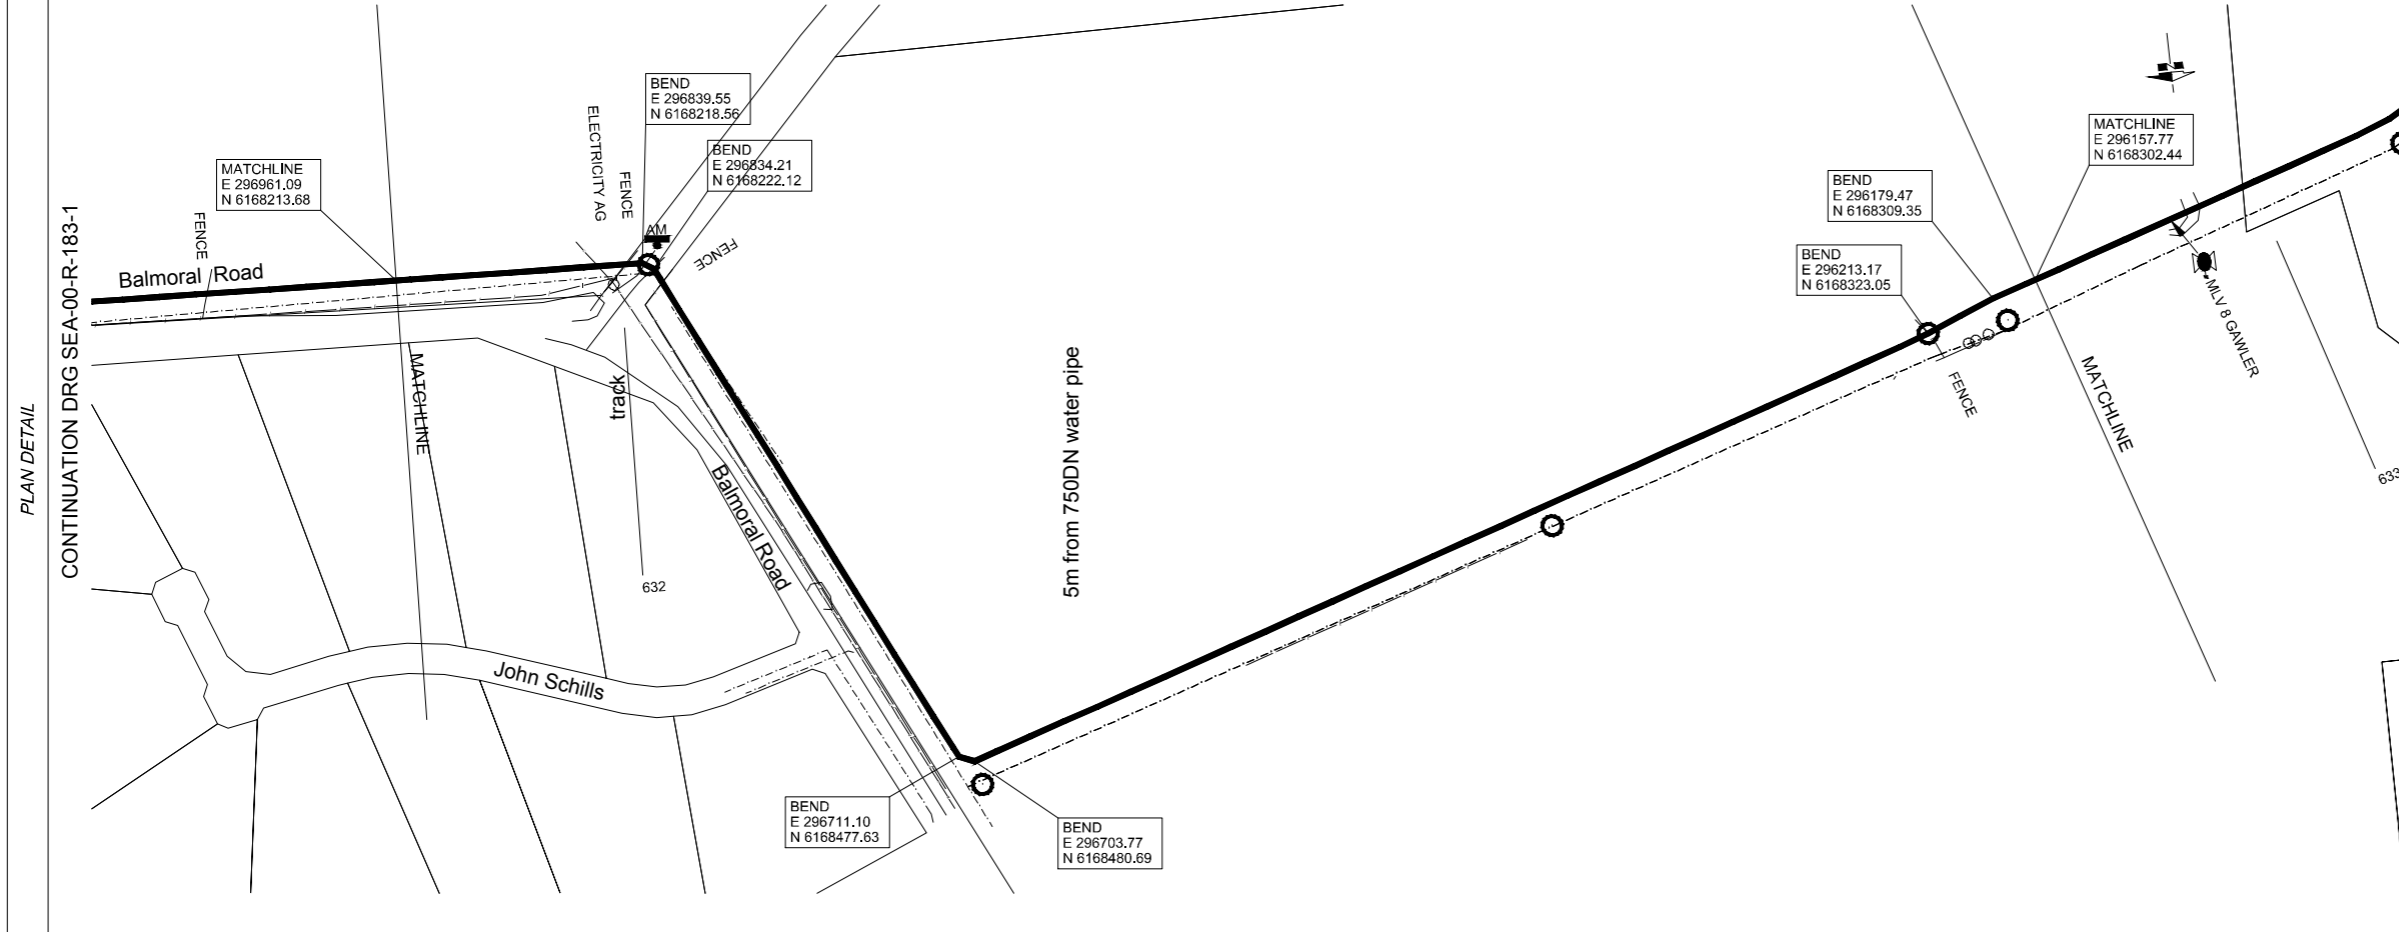 PLAN DETAIL
CONTINUATION DRG SEA-00-R-183-1
MATCHLINE
E 296961.09
N 6168213.68
FENCE
Balmoral Road
MATCHLINE
BEND
E 296839.55
N 6168218.56
BEND
E 296834.21
N 6168222.12
ELECTRICITY AG
FENCE
AM
FENCE
track
632
Balmoral Road
John Schills
BEND
E 296711.10
N 6168477.63
BEND
E 296703.77
N 6168480.69
5m from 750DN water pipe
BEND
E 296213.17
N 6168323.05
BEND
E 296179.47
N 6168309.35
MATCHLINE
E 296157.77
N 6168302.44
FENCE
MATCHLINE
MLV 8 GAWLER
633